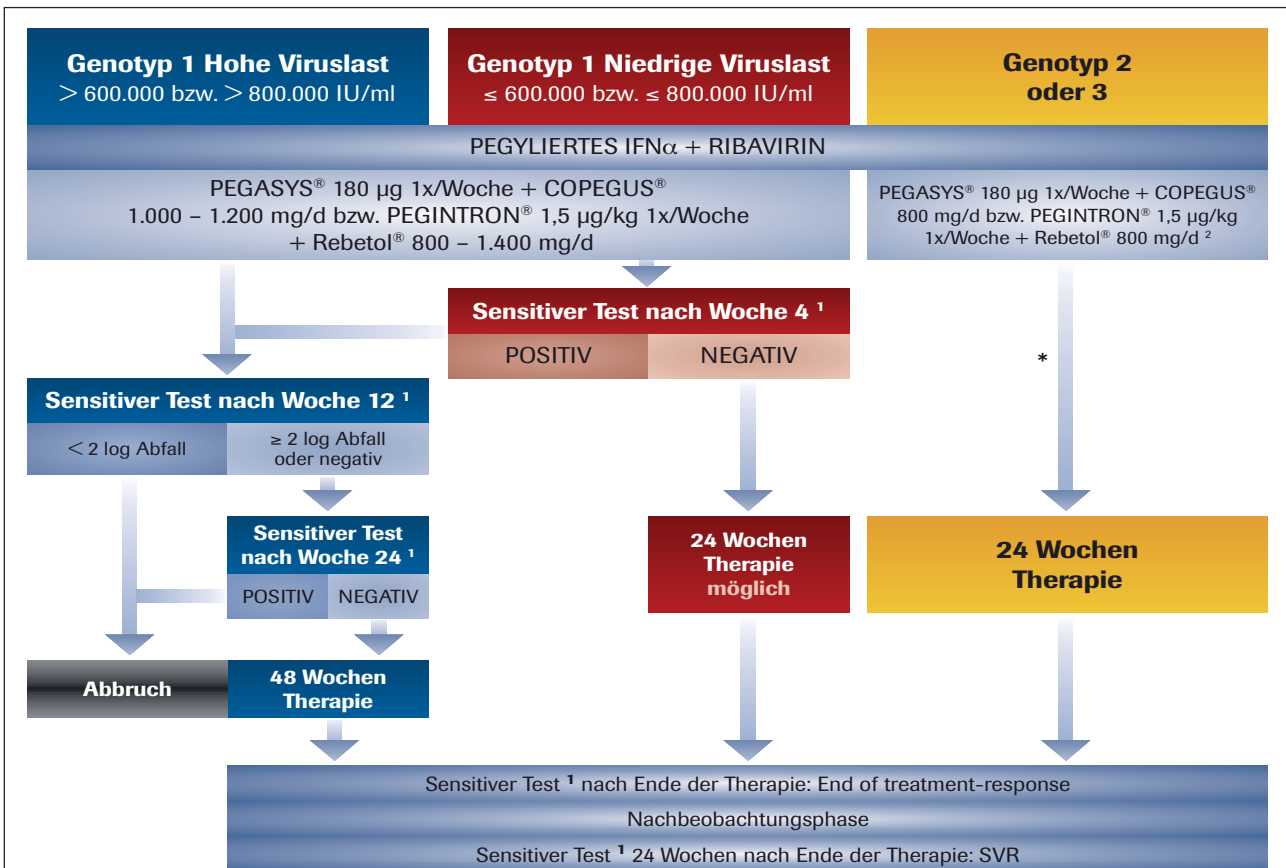 Genotyp 1 Hohe Viruslast
> 600.000 bzw. > 800.000 IU/ml
Genotyp 1 Niedrige Viruslast
≤ 600.000 bzw. ≤ 800.000 IU/ml
Genotyp 2
oder 3
PEGYLIERTES IFNα + RIBAVIRIN
PEGASYS® 180 µg 1x/Woche + COPEGUS®
1.000 – 1.200 mg/d bzw. PEGINTRON® 1,5 µg/kg 1x/Woche
+ Rebetol® 800 – 1.400 mg/d
PEGASYS® 180 µg 1x/Woche + COPEGUS®
800 mg/d bzw. PEGINTRON® 1,5 µg/kg
1x/Woche + Rebetol® 800 mg/d ²
Sensitiver Test nach Woche 4 ¹
POSITIV
NEGATIV
*
Sensitiver Test nach Woche 12 ¹
< 2 log Abfall
≥ 2 log Abfall
oder negativ
Sensitiver Test
nach Woche 24 ¹
POSITIV
NEGATIV
24 Wochen
Therapie
möglich
24 Wochen
Therapie
Abbruch
48 Wochen
Therapie
Sensitiver Test ¹ nach Ende der Therapie: End of treatment-response
Nachbeobachtungsphase
Sensitiver Test ¹ 24 Wochen nach Ende der Therapie: SVR